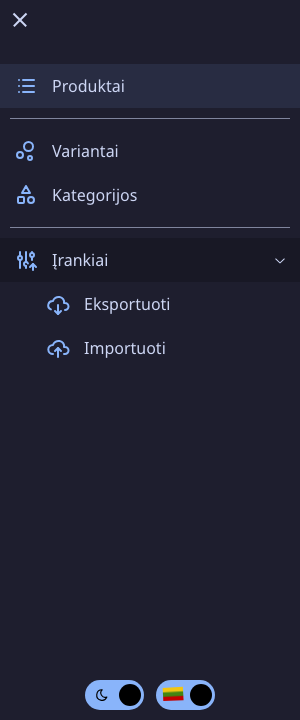 Produktai
Variantai
Kategorijos
Įrankiai
Eksportuoti
Importuoti